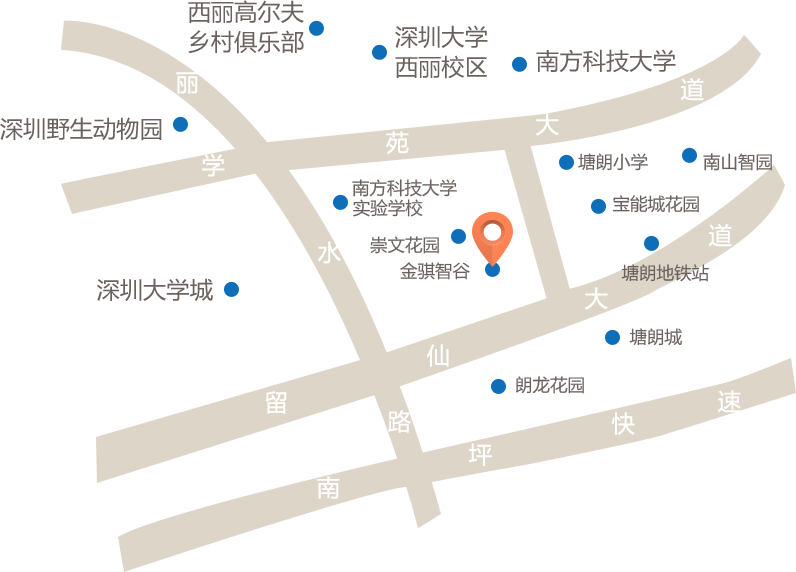 西丽高尔夫
乡村俱乐部
深圳大学
西丽校区
南方科技大学
深圳野生动物园
丽水路
学苑大道
塘朗小学
南山智园
南方科技大学
实验学校
宝能城花园
崇文花园
金骐智谷
塘朗地铁站
深圳大学城
留仙大道
塘朗城
朗龙花园
南坪快速